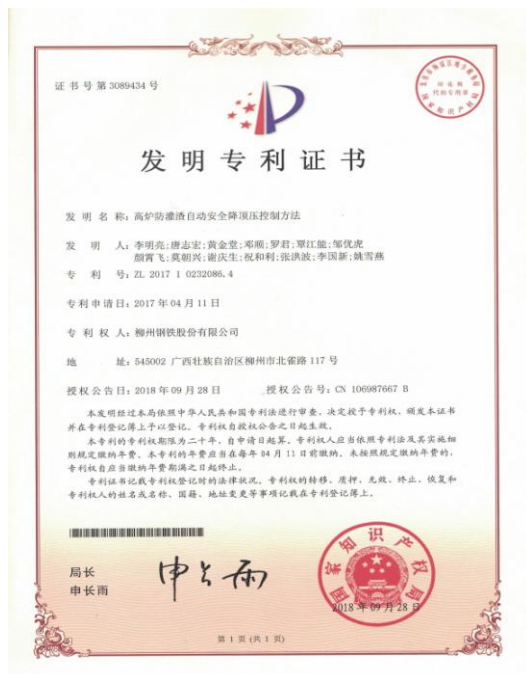 证书号第3089434号
发明专利证书
发明名称：高炉防灌渣自动安全降顶压控制方法
发明人：李明亮;唐志宏;黄金堂;邓顺;罗君;覃江能;邹优虎
颜霄飞;莫朝兴;谢庆生;祝和利;张洪波;李国新;姚雪燕
专利号：ZL 2017 1 0232086.4
专利申请日：2017年04月11日
专利权人：柳州钢铁股份有限公司
地址：545002 广西壮族自治区柳州市北雀路117号
授权公告日：2018年09月28日 授权公告号：CN 106987667 B
本发明经过本局依照中华人民共和国专利法进行审查，决定授予专利权，颁发本证书
并在专利登记簿上予以登记。专利权自授权公告之日起生效。
本专利的专利权期限为二十年，自申请日起算。专利权人应当依照专利法及其实施细
则规定缴纳年费。本专利的年费应当在每年04月11日前缴纳。未按照规定缴纳年费的，
专利权自应当缴纳年费期满之日起终止。
专利证书记载专利权登记时的法律状况。专利权的转移、质押、无效、终止、恢复和
专利权人的姓名或名称、国籍、地址变更等事项记载在专利登记簿上。
局长
申长雨
申长雨
国家知识产权局
2018年09月28日
第1页(共1页)